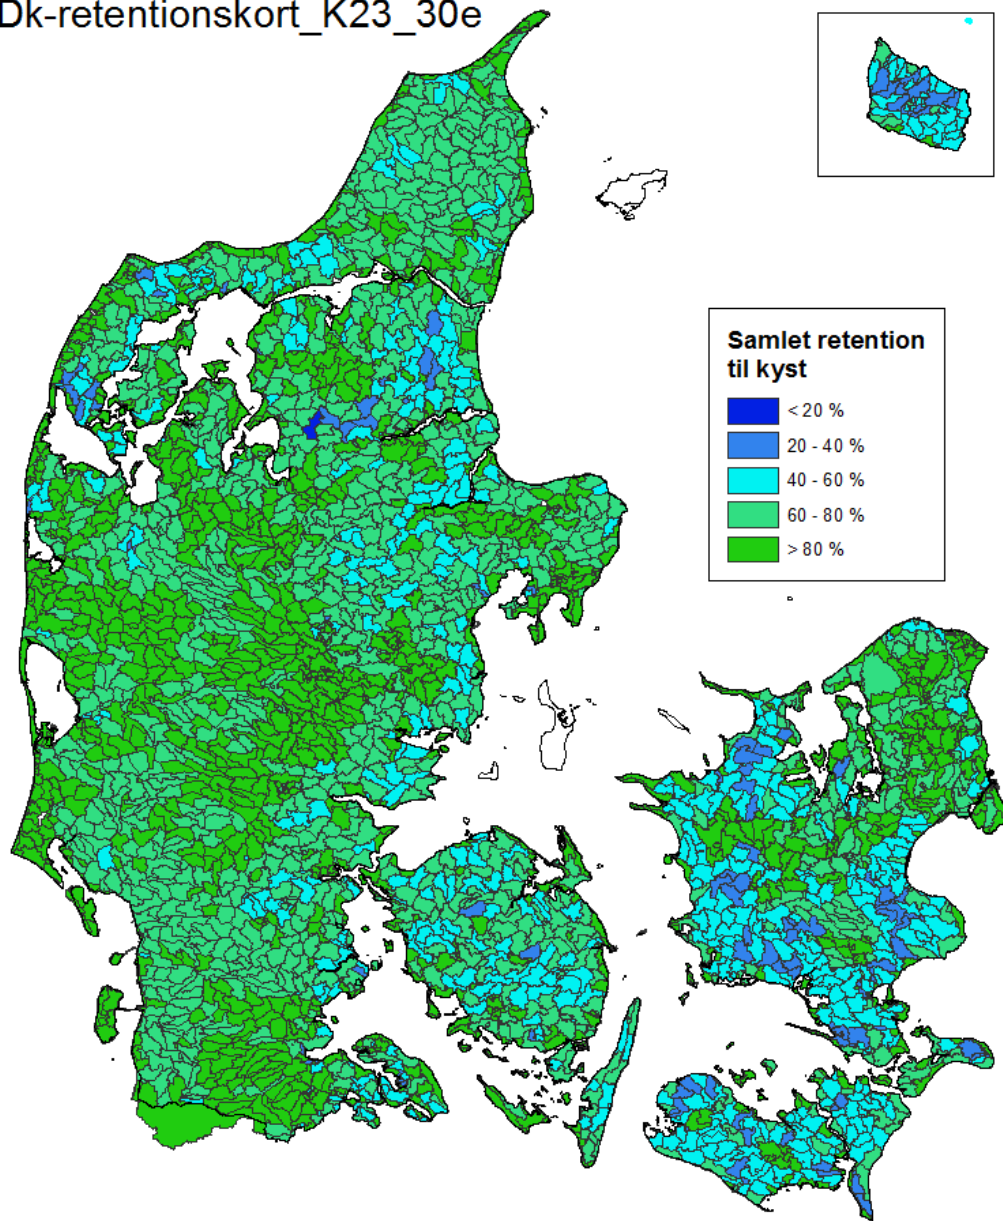 Dk-retentionskort_K23_30e
Samlet retention
til kyst
< 20 %
20 - 40 %
40 - 60 %
60 - 80 %
> 80 %